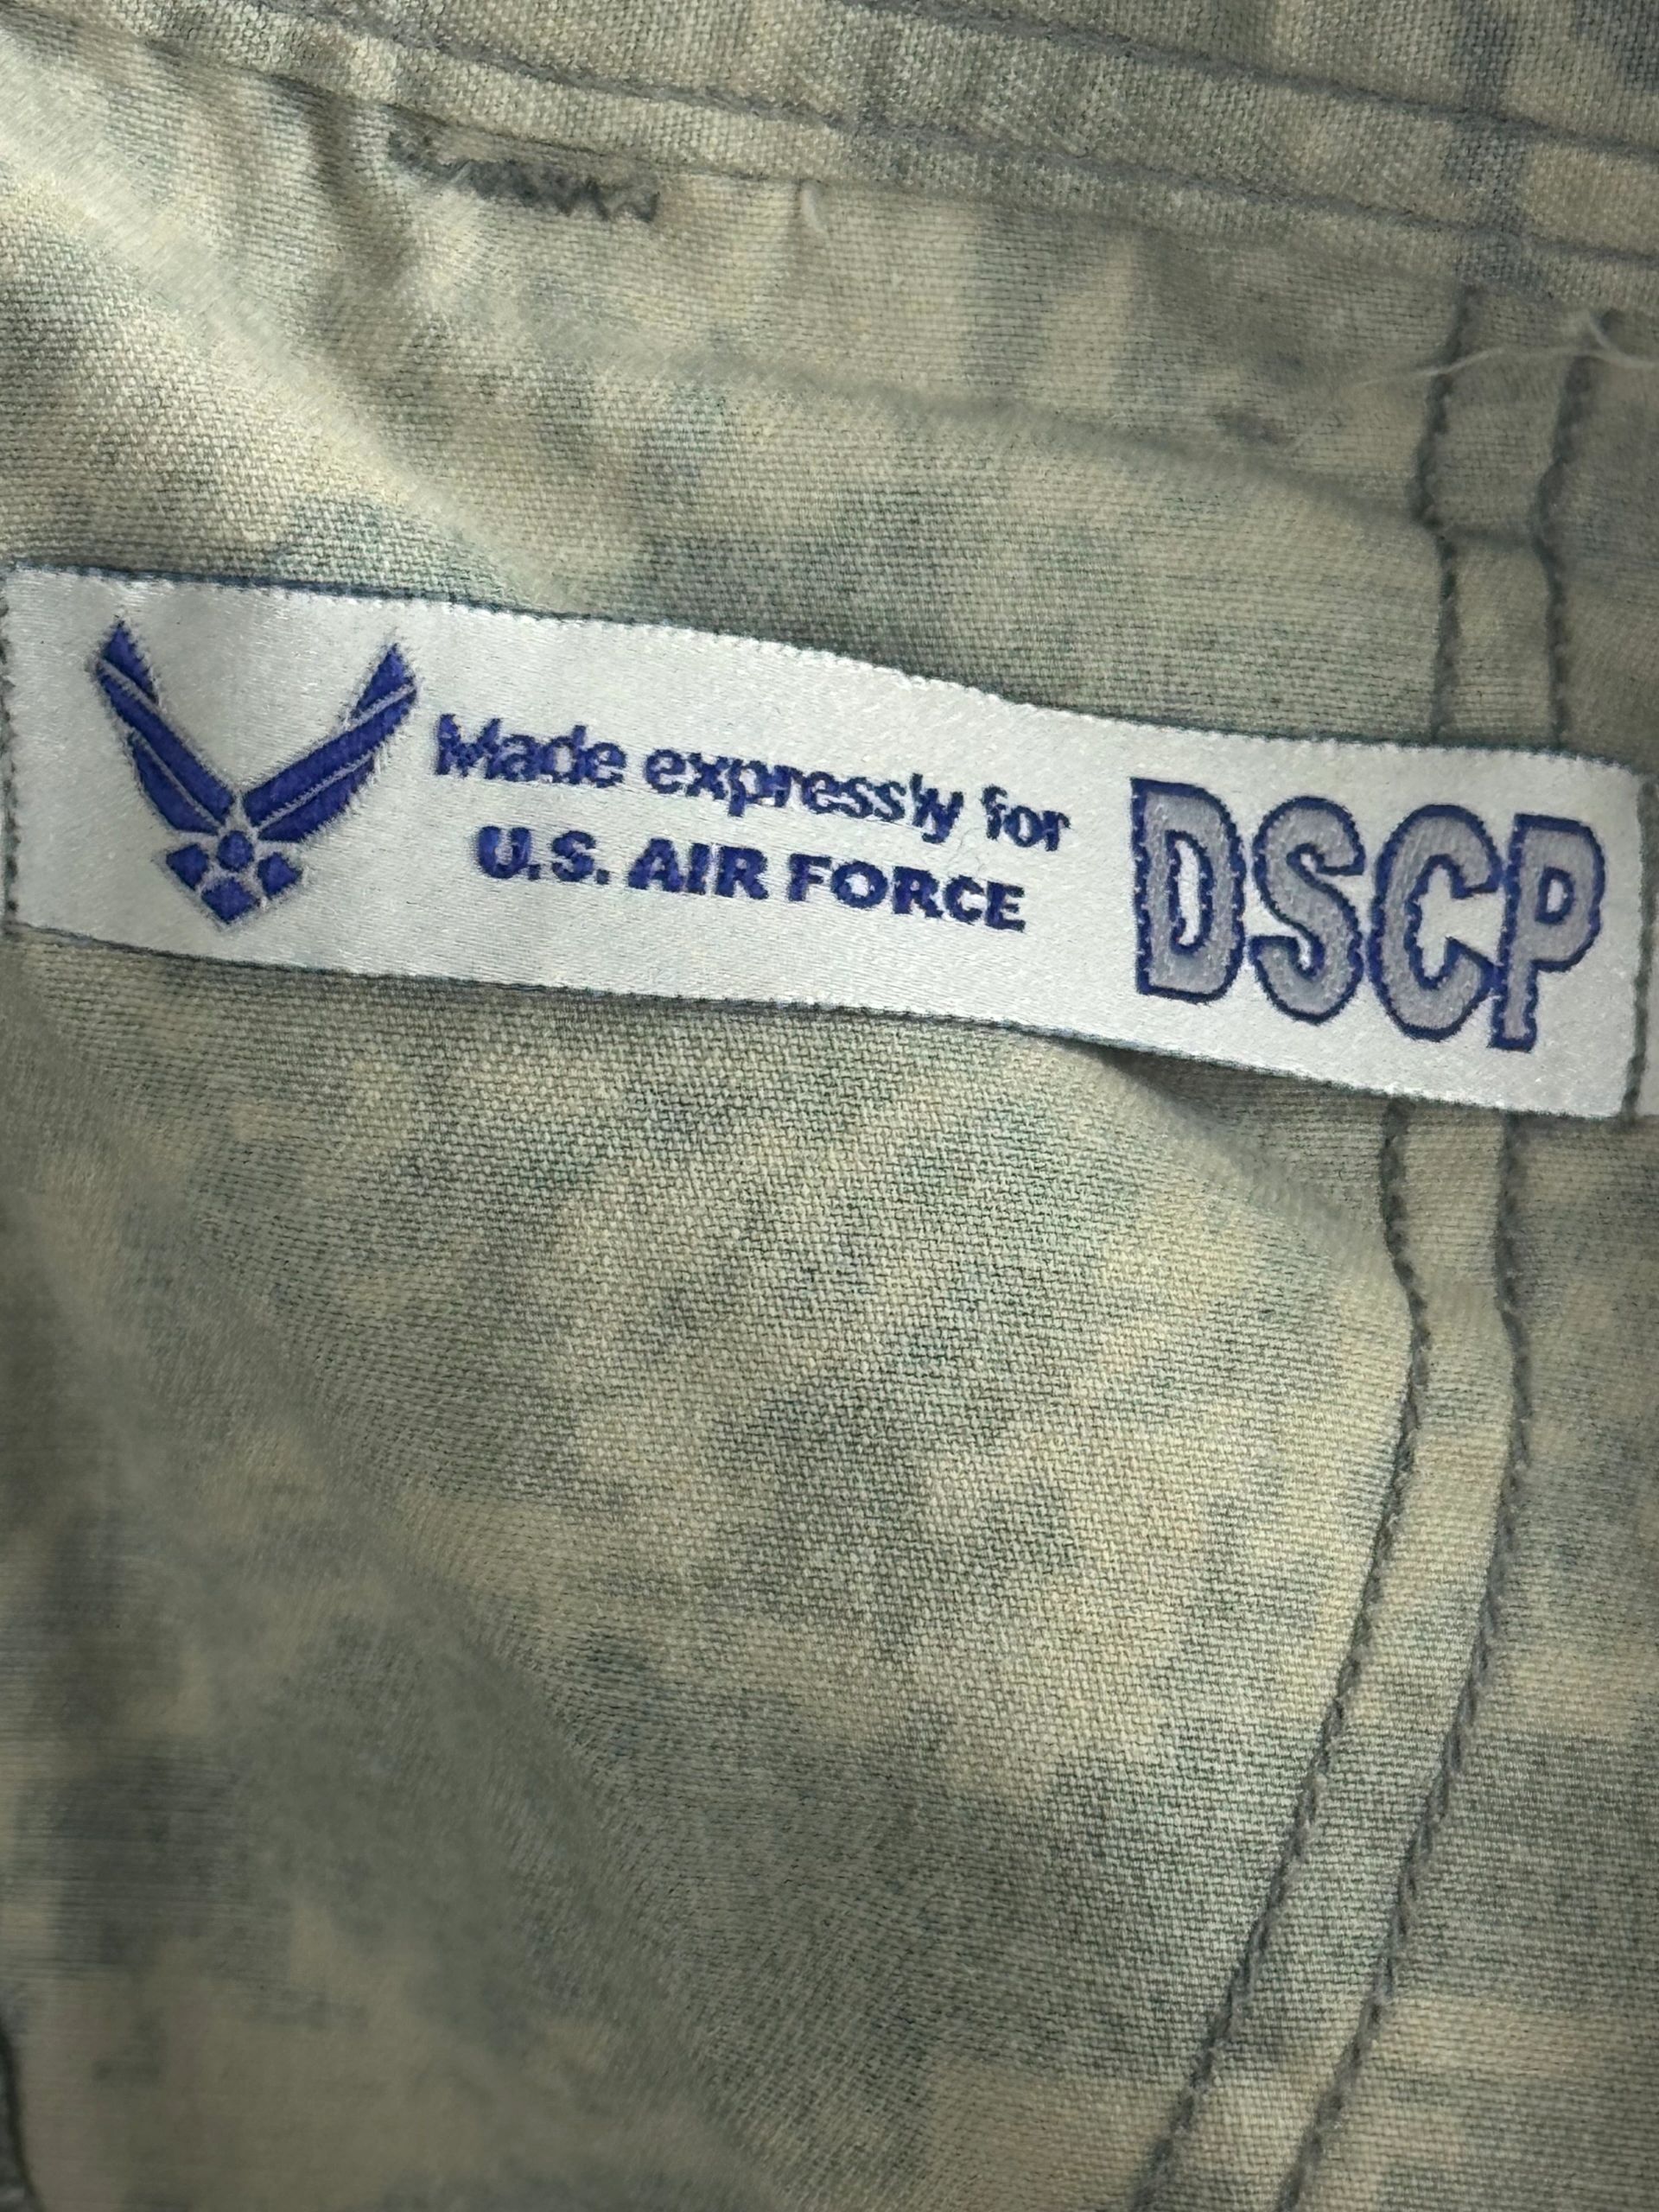 Made expressly for
U.S. AIR FORCE
DSCP